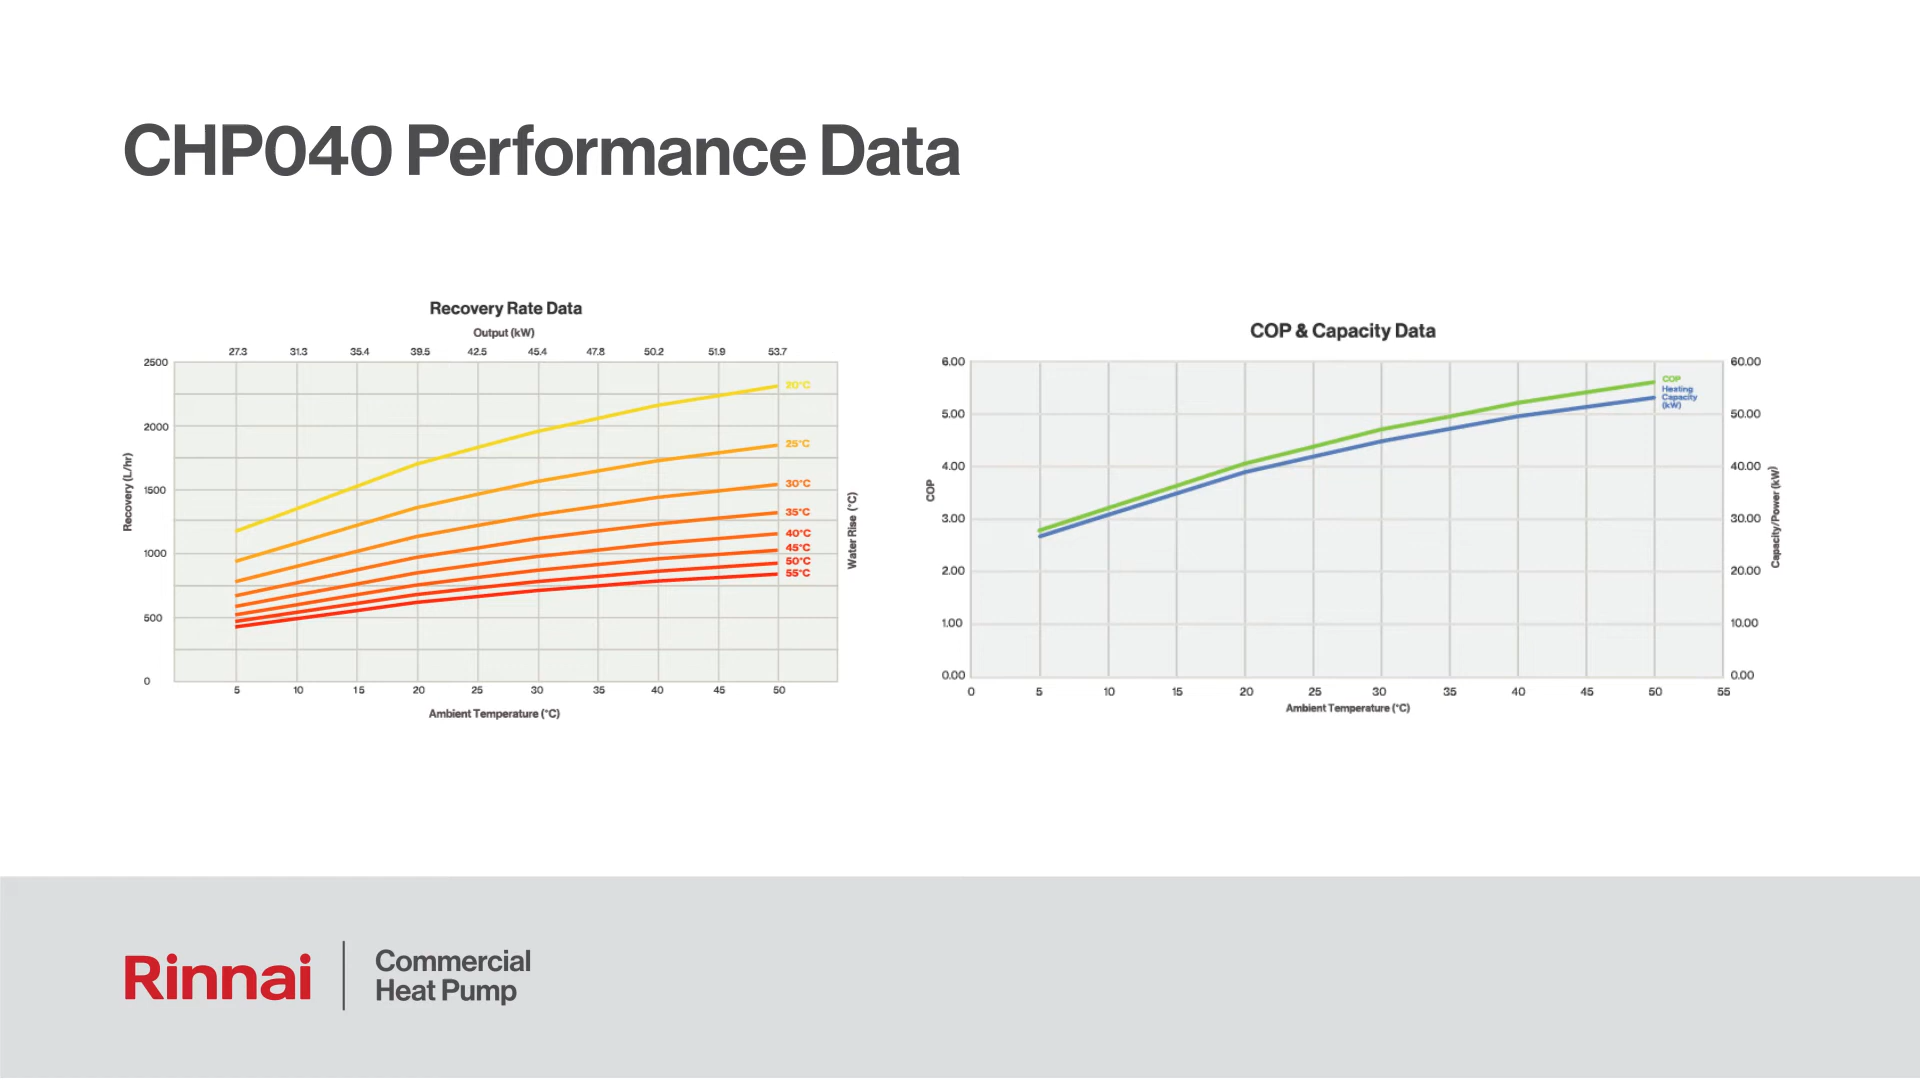 CHP040 Performance Data
Recovery Rate Data
Output (kW)
27.3 31.3 35.4 39.5 42.5 45.4 47.8 50.2 51.9 53.7
2500
2000
1500
1000
500
0
Recovery (L/hr)
20°C
25°C
30°C
35°C
40°C
45°C
50°C
55°C
Water Rise (°C)
5 10 15 20 25 30 35 40 45 50
Ambient Temperature (°C)
COP & Capacity Data
6.00
5.00
4.00
3.00
2.00
1.00
0.00
COP
COP
Heating
Capacity
(kW)
60.00
50.00
40.00
30.00
20.00
10.00
0.00
Capacity/Power (kW)
0 5 10 15 20 25 30 35 40 45 50 55
Ambient Temperature (°C)
Rinnai
Commercial
Heat Pump